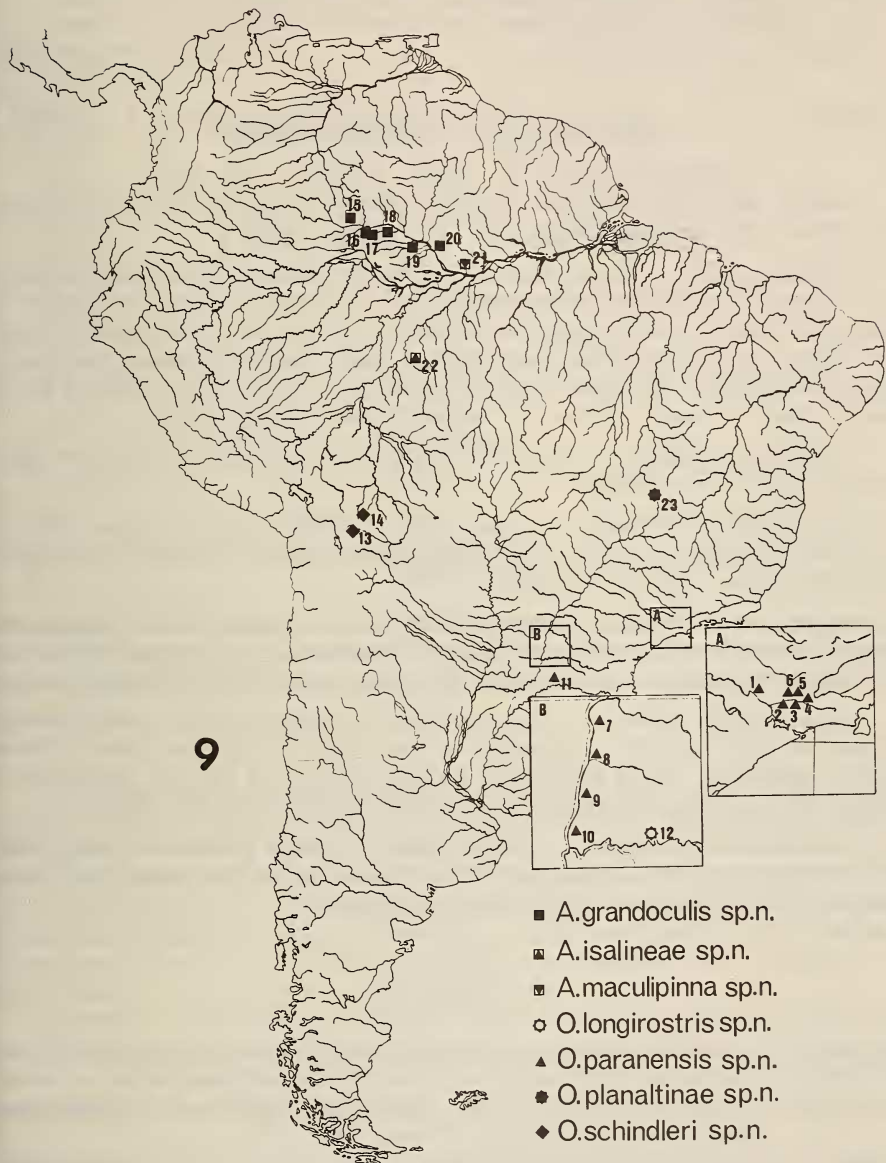 15
18
16
17
19
20
21
22
23
14
13
A
B
11
A
1
6
5
2
3
4
B
7
8
9
10
12
9
A.grandoculis sp.n.
A.isalineae sp.n.
A.maculipinna sp.n.
O.longirostris sp.n.
O.paranensis sp.n.
O.planaltinae sp.n.
O.schindleri sp.n.